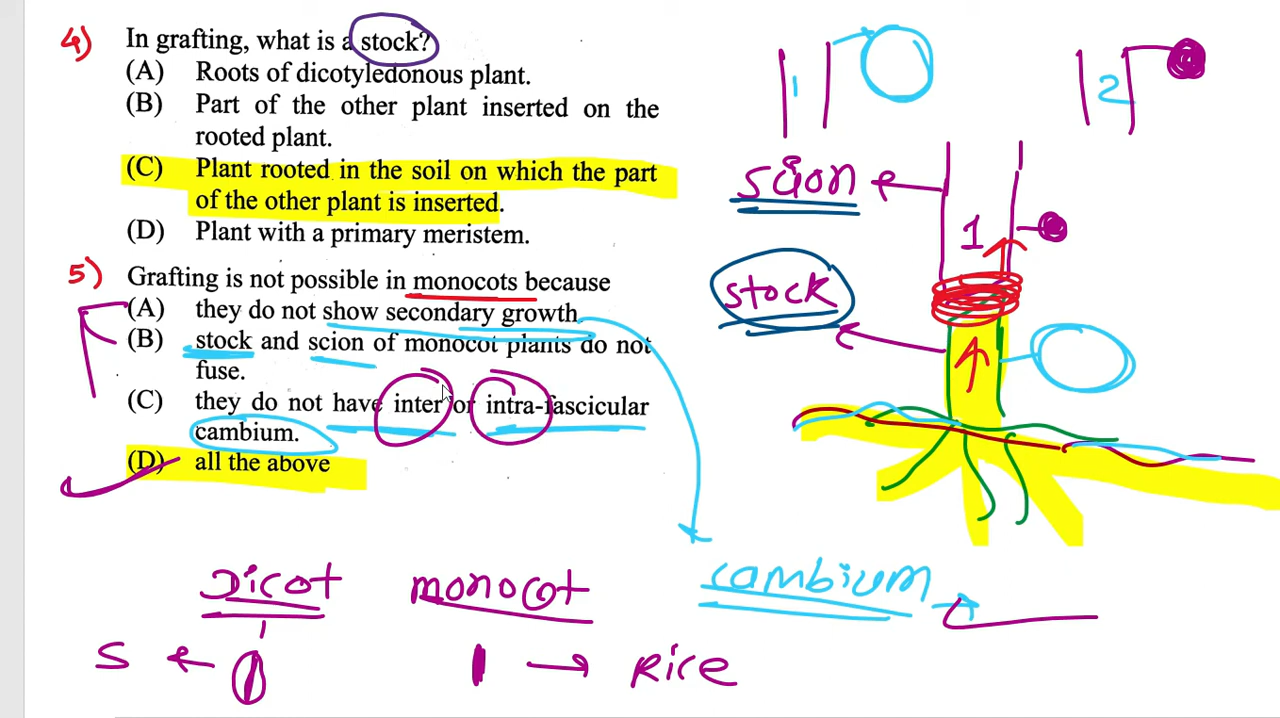 4) In grafting, what is a stock?
(A) Roots of dicotyledonous plant.
(B) Part of the other plant inserted on the
rooted plant.
(C) Plant rooted in the soil on which the part
of the other plant is inserted.
(D) Plant with a primary meristem.
5) Grafting is not possible in monocots because
(A) they do not show secondary growth
(B) stock and scion of monocot plants do not
fuse.
(C) they do not have inter or intra-fascicular
cambium.
(D) all the above
1
2
scion
1
stock
Dicot
monocot
cambium
S
Rice